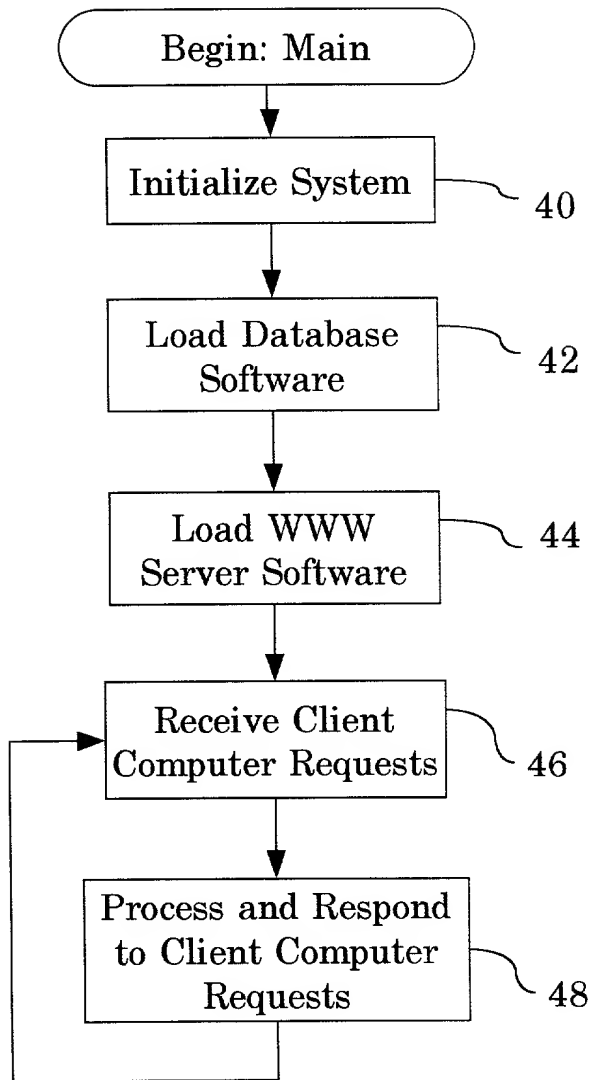 Begin: Main
Initialize System
40
Load Database
Software
42
Load WWW
Server Software
44
Receive Client
Computer Requests
46
Process and Respond
to Client Computer
Requests
48